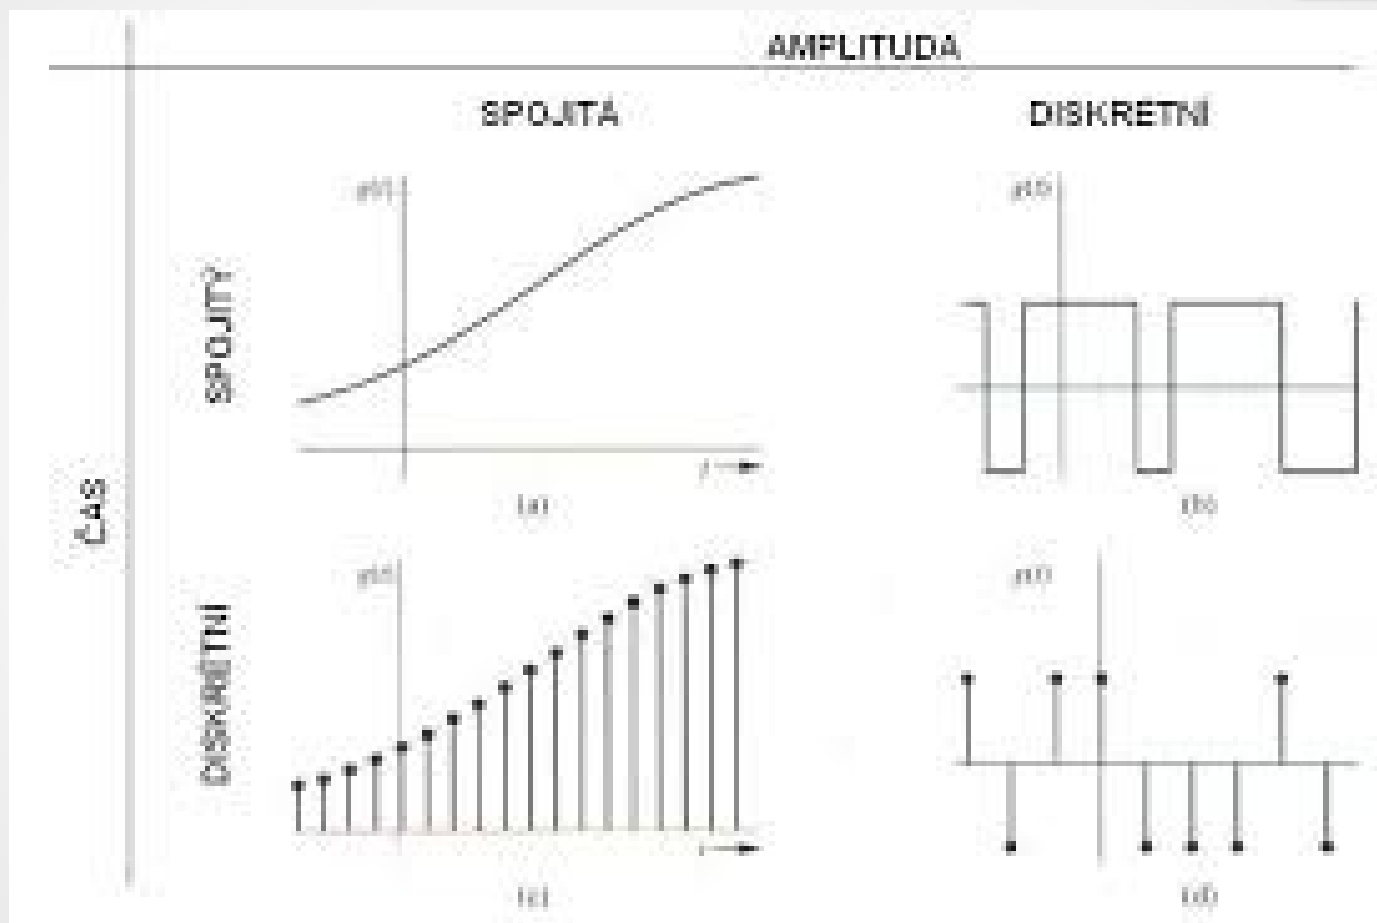 AMPLITUDA
SPOJITÁ
DISKRÉTNÍ
ČAS
SPOJITÝ
(a)
(b)
DISKRÉTNÍ
(c)
(d)